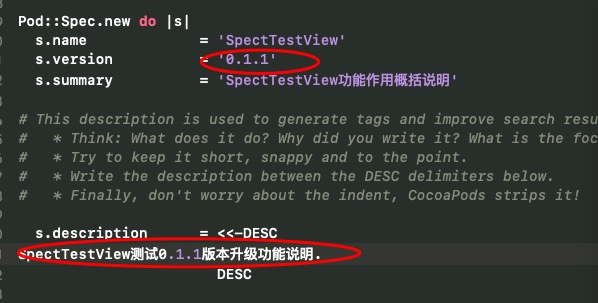 Pod::Spec.new do |s|
s.name = 'SpectTestView'
s.version = '0.1.1'
s.summary = 'SpectTestView功能作用概括说明'
# This description is used to generate tags and improve search resu
# * Think: What does it do? Why did you write it? What is the foc
# * Try to keep it short, snappy and to the point.
# * Write the description between the DESC delimiters below.
# * Finally, don't worry about the indent, CocoaPods strips it!
s.description = <<-DESC
SpectTestView测试0.1.1版本升级功能说明.
DESC